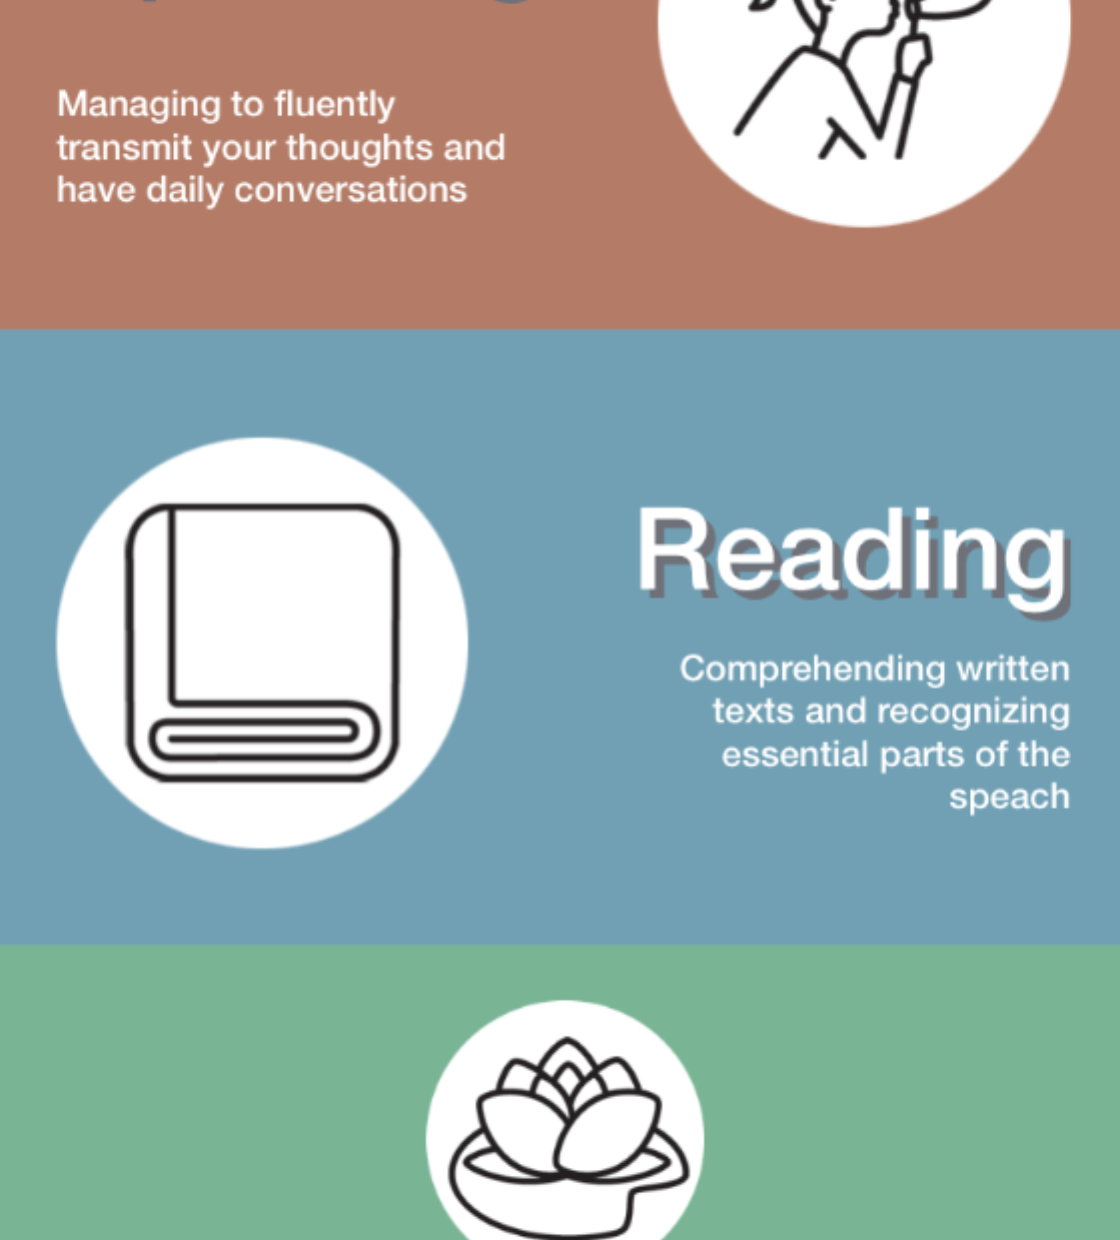 Managing to fluently
transmit your thoughts and
have daily conversations
Reading
Comprehending written
texts and recognizing
essential parts of the
speach